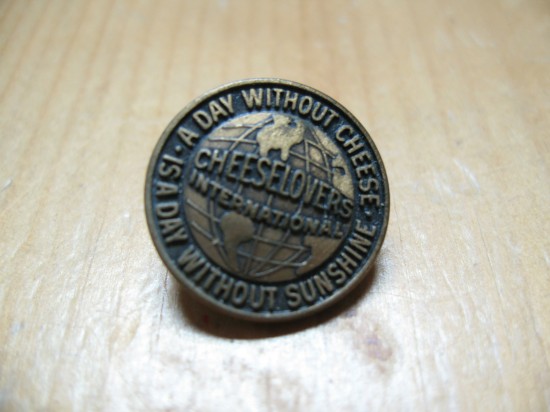 · A DAY WITHOUT CHEESE ·
IS A DAY WITHOUT SUNSHINE
CHEESELOVERS
INTERNATIONAL